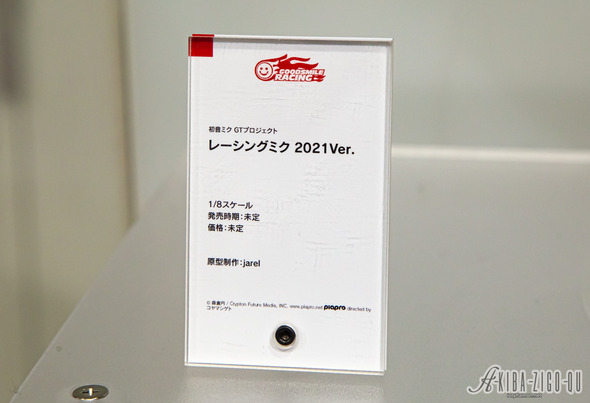 GOODSMILE
RACING
初音ミク GTプロジェクト
レーシングミク 2021Ver.
1/8スケール
発売時期:未定
価格:未定
原型制作:jarel
© 森倉円 / Crypton Future Media, INC. www.piapro.net piapro directed by
コヤマシゲト
AKIBA-ZIGO-OU